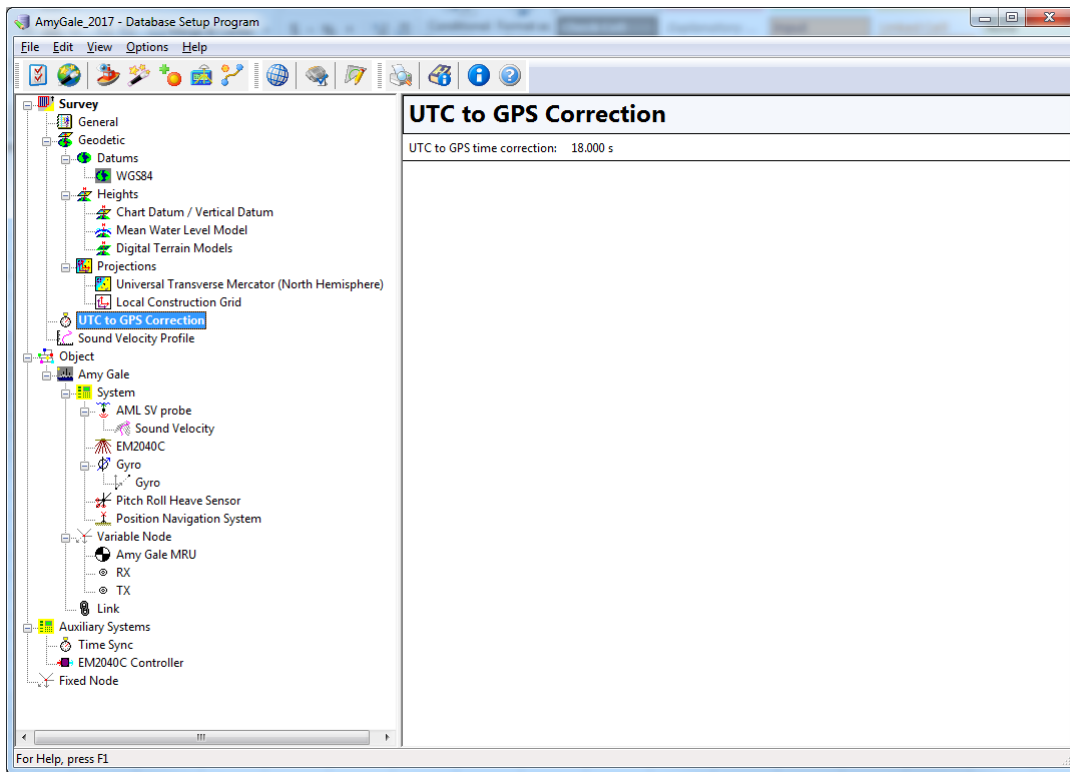 AmyGale_2017 - Database Setup Program
File Edit View Options Help
Survey
General
Geodetic
Datums
WGS84
Heights
Chart Datum / Vertical Datum
Mean Water Level Model
Digital Terrain Models
Projections
Universal Transverse Mercator (North Hemisphere)
Local Construction Grid
UTC to GPS Correction
Sound Velocity Profile
Object
Amy Gale
System
AML SV probe
Sound Velocity
EM2040C
Gyro
Gyro
Pitch Roll Heave Sensor
Position Navigation System
Variable Node
Amy Gale MRU
RX
TX
Link
Auxiliary Systems
Time Sync
EM2040C Controller
Fixed Node
UTC to GPS Correction
UTC to GPS time correction: 18.000 s
For Help, press F1